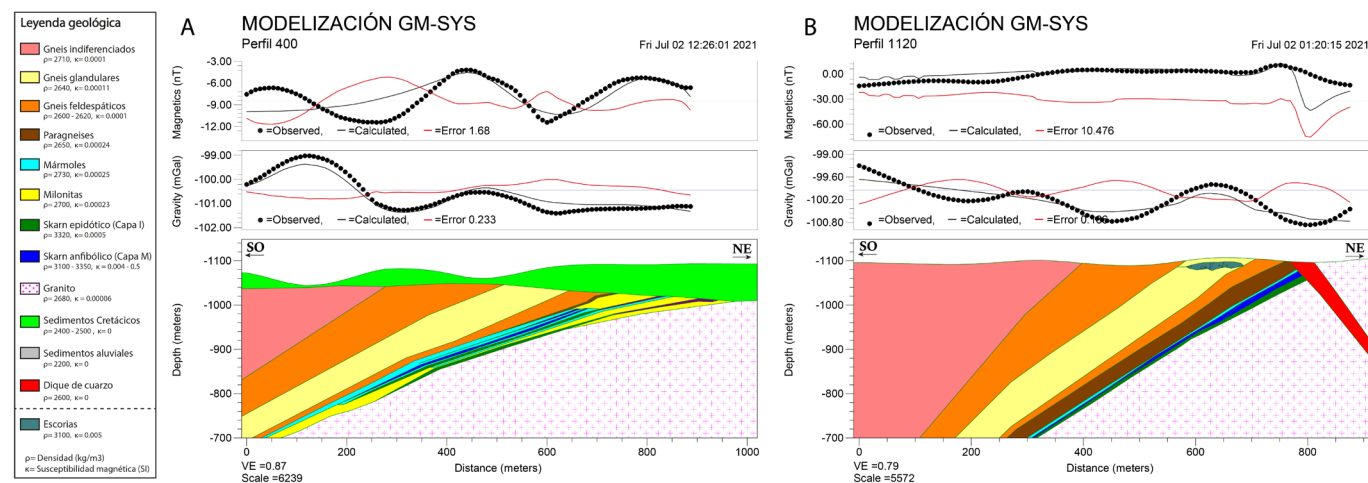 Leyenda geológica
Gneis indiferenciados
ρ=2710, κ=0.0001
Gneis glandulares
ρ= 2640, κ=0.00011
Gneis feldespáticos
ρ=2600 - 2620, κ= 0.0001
Paragneises
ρ=2650, κ=0.00024
Mármoles
ρ=2730, κ=0.00025
Milonitas
ρ=2700, κ=0.00023
Skarn epidótico (Capa I)
ρ= 3320, κ=0.0005
Skarn anfibólico (Capa M)
ρ=3100 - 3350, κ= 0.004 - 0.5
Granito
ρ=2680, κ=0.00006
Sedimentos Cretácicos
ρ=2400 - 2500 , κ=0
Sedimentos aluviales
ρ=2200, κ=0
Dique de cuarzo
ρ=2600, κ=0
Escorias
ρ=3100, κ=0.005
ρ= Densidad (kg/m3)
κ= Susceptibilidad magnética (SI)
A
MODELIZACIÓN GM-SYS
Perfil 400
Fri Jul 02 12:26:01 2021
Magnetics (nT)
-3.00
-6.00
-9.00
-12.00
=Observed, =Calculated, =Error 1.68
Gravity (mGal)
-99.00
-100.00
-101.00
-102.00
=Observed, =Calculated, =Error 0.233
SO
NE
Depth (meters)
-1100
-1000
-900
-800
-700
0 200 400 600 800 1000
VE =0.87
Distance (meters)
Scale =6239
B
MODELIZACIÓN GM-SYS
Perfil 1120
Fri Jul 02 01:20:15 2021
Magnetics (nT)
0.00
-30.00
-60.00
=Observed, =Calculated, =Error 10.476
Gravity (mGal)
-99.00
-99.60
-100.20
-100.80
=Observed, =Calculated, =Error
SO
NE
Depth (meters)
-1100
-1000
-900
-800
-700
0 200 400 600 800
VE =0.79
Distance (meters)
Scale =5572